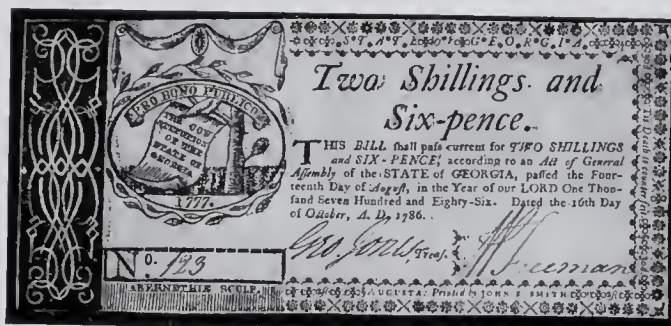 S·T·A·T·E O·F G·E·O·R·G·I·A
Two Shillings and
Six-pence.
THIS BILL ſhall paſs current for TWO SHILLINGS
and SIX-PENCE, according to an Act of General
Aſſembly of the STATE of GEORGIA, paſſed the Four-
teenth Day of Auguſt, in the Year of our LORD One Thou-
ſand Seven Hundred and Eighty-Six. Dated the 16th Day
of October, A. D. 1786.
Geo Jones Treaſ.
Freeman
AUGUSTA: Printed by JOHN E SMITH
PRO BONO PUBLICO
THE CON
STITUTION
OF THE
STATE OF
GEORGIA
1777.
No. 123
ABERNETHIE SCULP.